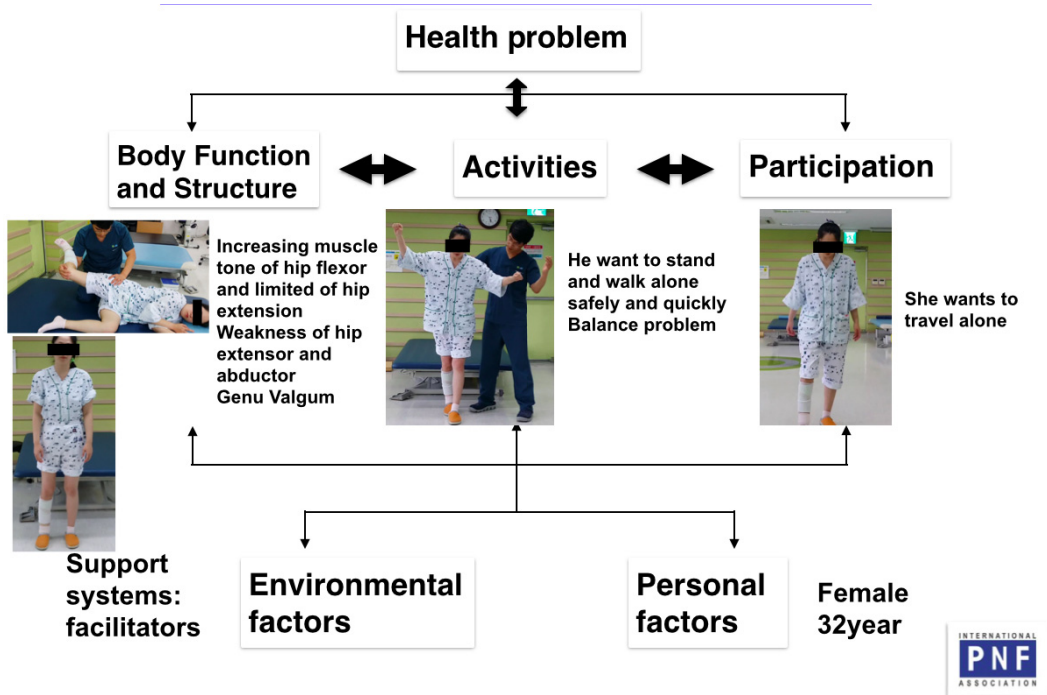 Health problem
Body Function
and Structure
Activities
Participation
Increasing muscle
tone of hip flexor
and limited of hip
extension
Weakness of hip
extensor and
abductor
Genu Valgum
He want to stand
and walk alone
safely and quickly
Balance problem
She wants to
travel alone
Support
systems:
facilitators
Environmental
factors
Personal
factors
Female
32year
INTERNATIONAL
PNF
ASSOCIATION